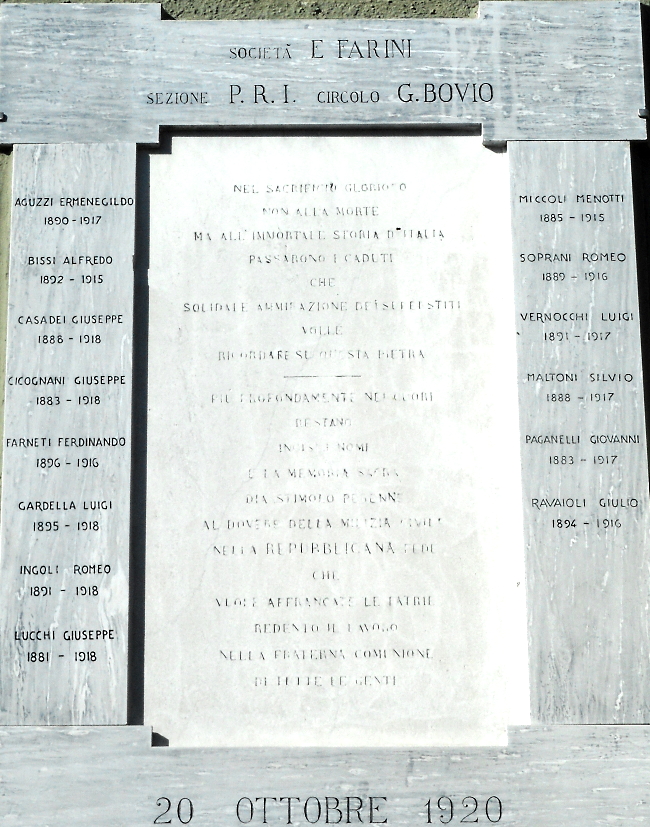 SOCIETÀ E FARINI
SEZIONE P. R. I. CIRCOLO G. BOVIO
AGUZZI ERMENEGILDO
1890 - 1917
BISSI ALFREDO
1892 - 1915
CASADEI GIUSEPPE
1888 - 1918
CICOGNANI GIUSEPPE
1883 - 1918
FARNETI FERDINANDO
1896 - 1916
GARDELLA LUIGI
1895 - 1918
INGOLI ROMEO
1891 - 1918
LUCCHI GIUSEPPE
1881 - 1918
NEL SACRIFICIO GLORIOSO
NON ALLA MORTE
MA ALL'IMMORTALE STORIA D'ITALIA
PASSARONO I CADUTI
CHE
SOLIDALE AMMIRAZIONE DEI SUPERSTITI
VOLLE
RICORDARE SU QUESTA PIETRA
PIÙ PROFONDAMENTE NEI CUORI
RESTANO
INCISI I NOMI
E LA MEMORIA SACRA
DIA STIMOLO PERENNE
AL DOVERE DELLA MILIZIA CIVILE
NELLA REPUBBLICANA FEDE
CHE
VUOLE AFFRANCATE LE PATRIE
REDENTO IL LAVORO
NELLA FRATERNA COMUNIONE
DI TUTTE LE GENTI
MICCOLI MENOTTI
1885 - 1915
SOPRANI ROMEO
1889 - 1916
VERNOCCHI LUIGI
1891 - 1917
MALTONI SILVIO
1888 - 1917
PAGANELLI GIOVANNI
1883 - 1917
RAVAIOLI GIULIO
1894 - 1916
20 OTTOBRE 1920